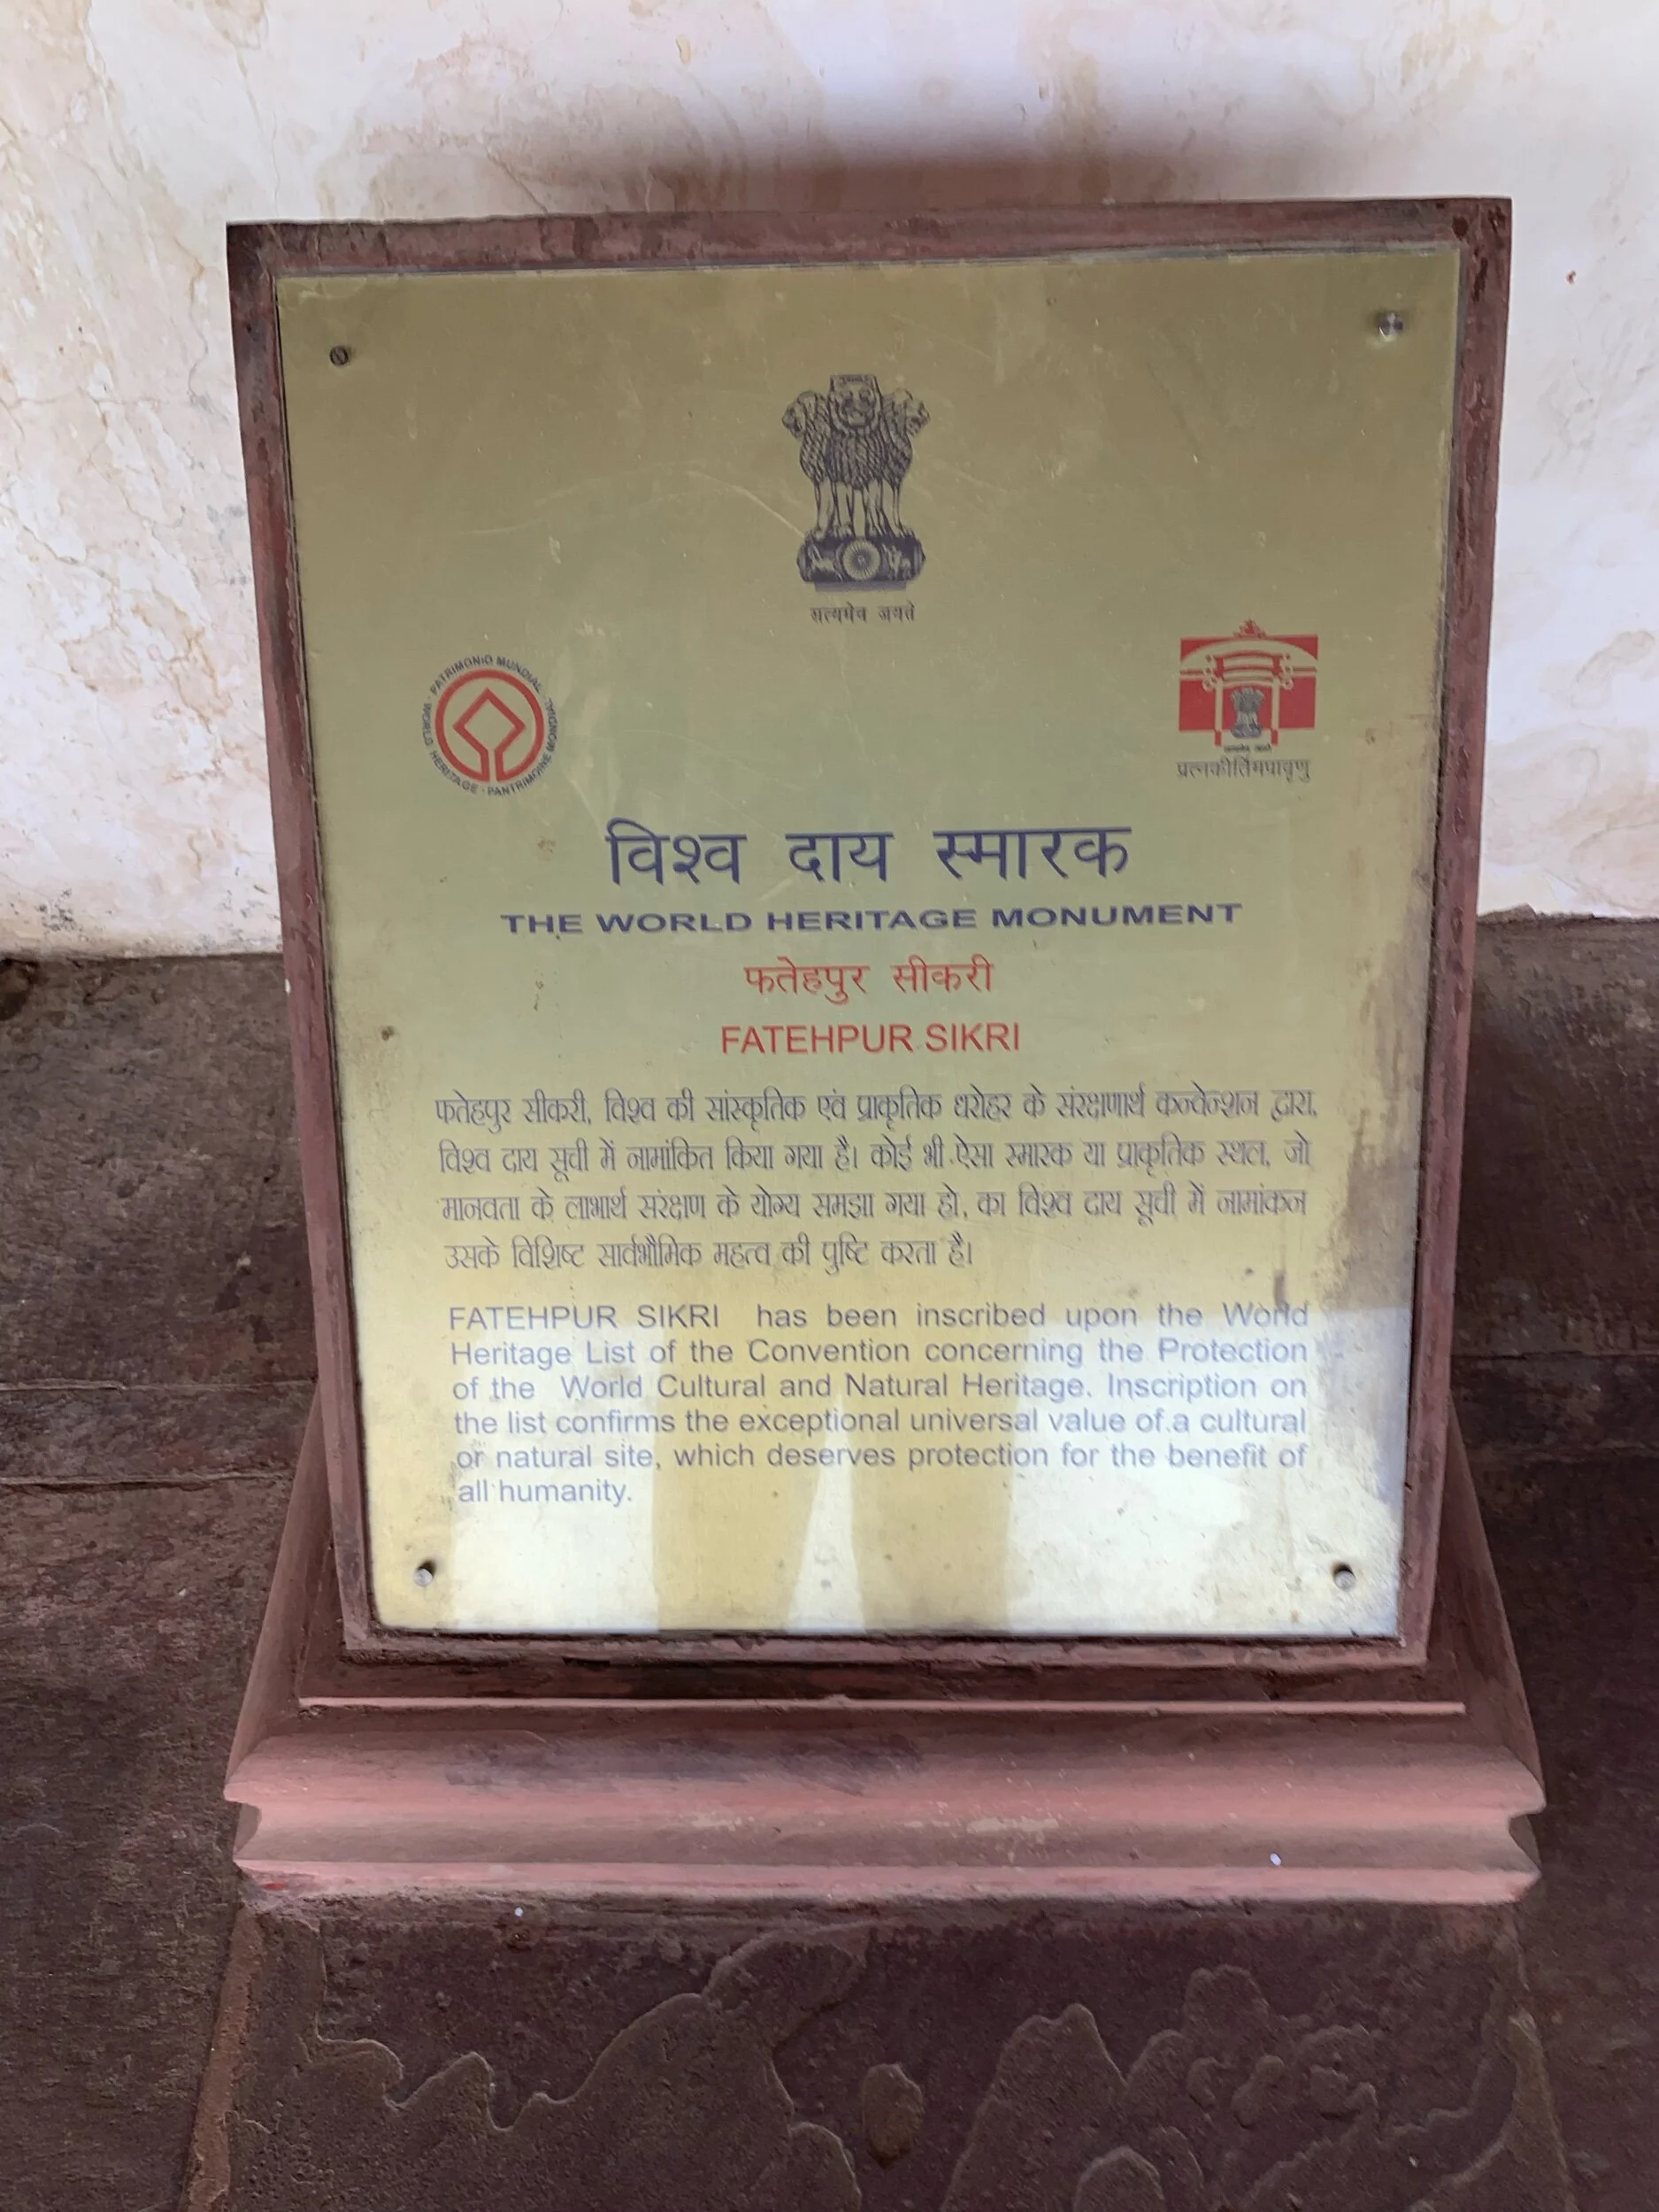 सत्यमेव जयते
PATRIMONIO MUNDIAL · WORLD HERITAGE · PANTRIMOINE MONDIAL
प्रत्नकीर्तिमपावृणु
विश्व दाय स्मारक
THE WORLD HERITAGE MONUMENT
फतेहपुर सीकरी
FATEHPUR SIKRI
फतेहपुर सीकरी, विश्व की सांस्कृतिक एवं प्राकृतिक धरोहर के संरक्षणार्थ कन्वेन्शन द्वारा,
विश्व दाय सूची में नामांकित किया गया है। कोई भी ऐसा स्मारक या प्राकृतिक स्थल, जो
मानवता के लाभार्थ संरक्षण के योग्य समझा गया हो, का विश्व दाय सूची में नामांकन
उसके विशिष्ट सार्वभौमिक महत्व की पुष्टि करता है।
FATEHPUR SIKRI has been inscribed upon the World
Heritage List of the Convention concerning the Protection
of the World Cultural and Natural Heritage. Inscription on
the list confirms the exceptional universal value of a cultural
or natural site, which deserves protection for the benefit of
all humanity.